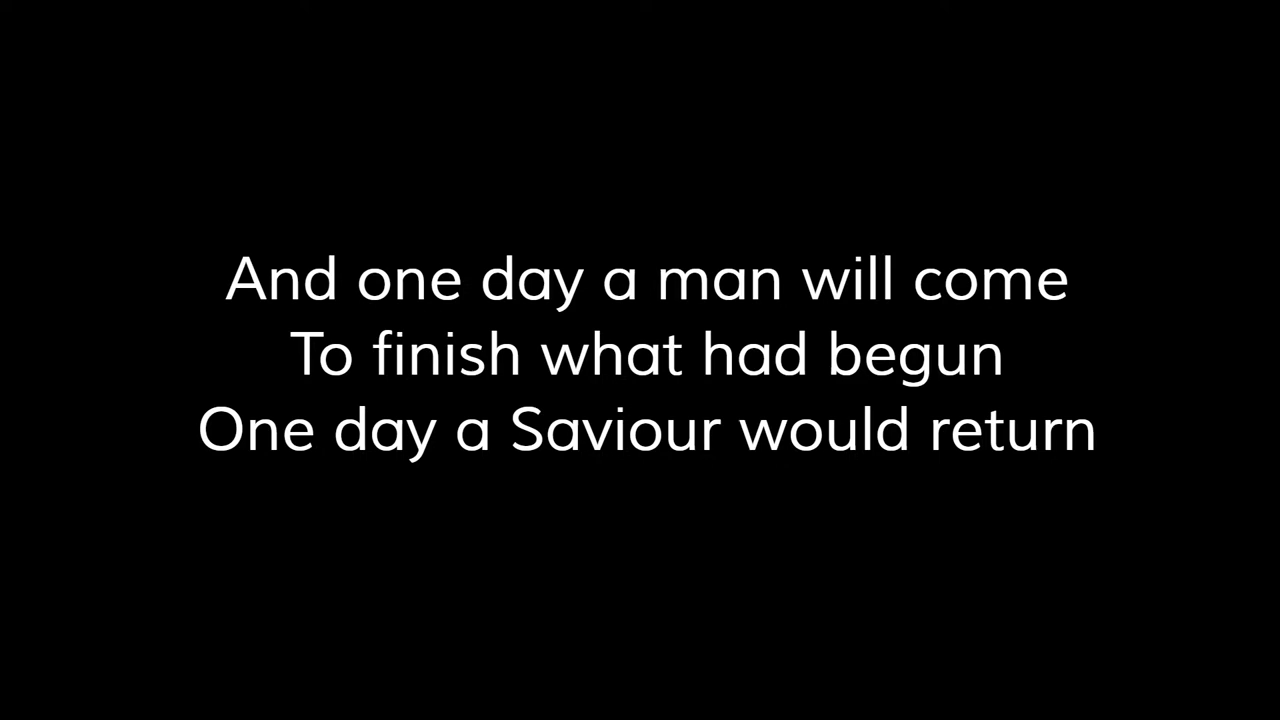 And one day a man will come
To finish what had begun
One day a Saviour would return